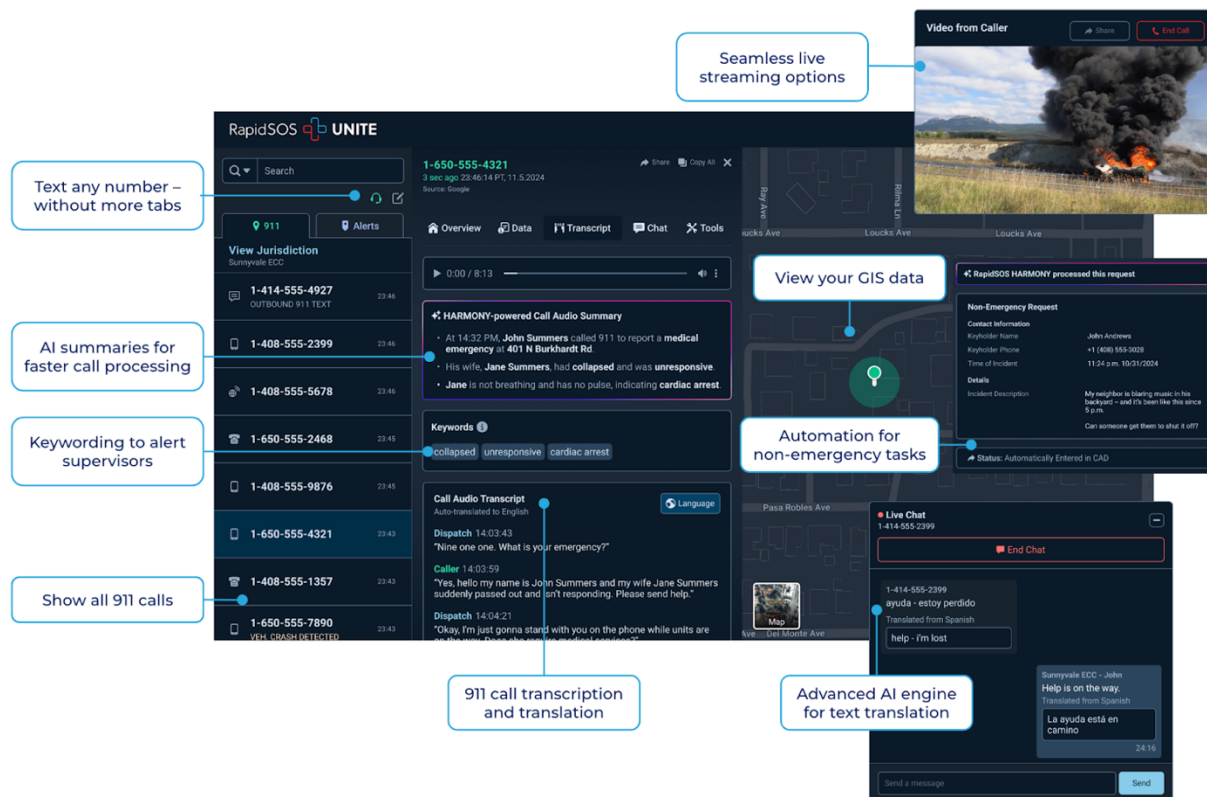 Seamless live
streaming options
Video from Caller
Share
End Call
RapidSOS UNITE
Search
911
Alerts
View Jurisdiction
Sunnyvale ECC
1-414-555-4927
OUTBOUND 911 TEXT
23:46
1-408-555-2399
23:46
1-408-555-5678
23:46
1-650-555-2468
23:45
1-408-555-9876
23:45
1-650-555-4321
23:43
1-408-555-1357
23:43
1-650-555-7890
VEH. CRASH DETECTED
23:43
Text any number –
without more tabs
AI summaries for
faster call processing
Keywording to alert
supervisors
Show all 911 calls
1-650-555-4321
3 sec ago 23:46:14 PT, 11.5.2024
Source: Google
Share
Copy All
Overview
Data
Transcript
Chat
Tools
0:00 / 8:13
HARMONY-powered Call Audio Summary
· At 14:32 PM, John Summers called 911 to report a medical
emergency at 401 N Burkhardt Rd.
· His wife, Jane Summers, had collapsed and was unresponsive.
· Jane is not breathing and has no pulse, indicating cardiac arrest.
Keywords
collapsed
unresponsive
cardiac arrest
Call Audio Transcript
Auto-translated to English
Language
Dispatch 14:03:43
"Nine one one. What is your emergency?"
Caller 14:03:59
"Yes, hello my name is John Summers and my wife Jane Summers
suddenly passed out and isn't responding. Please send help."
Dispatch 14:04:21
"Okay, I'm just gonna stand with you on the phone while units are
on the way. Does she require medical services?"
911 call transcription
and translation
Ray Ave
Rilma Ln
Loucks Ave
Loucks Ave
View your GIS data
Automation for
non-emergency tasks
Pasa Robles Ave
Map
Ave
Del Monte Ave
RapidSOS HARMONY processed this request
Non-Emergency Request
Contact Information
Keyholder Name
John Andrews
Keyholder Phone
+1 (408) 555-3028
Time of Incident
11:24 p.m. 10/31/2024
Details
Incident Description
My neighbor is blaring music in his
backyard – and it's been like this since
5 p.m.
Can someone get them to shut it off?
Status: Automatically Entered in CAD
Advanced AI engine
for text translation
Live Chat
1-414-555-2399
End Chat
1-414-555-2399
ayuda - estoy perdido
Translated from Spanish
help - i'm lost
Sunnyvale ECC - John
Help is on the way.
Translated from Spanish
La ayuda está en
camino
24:16
Send a message
Send